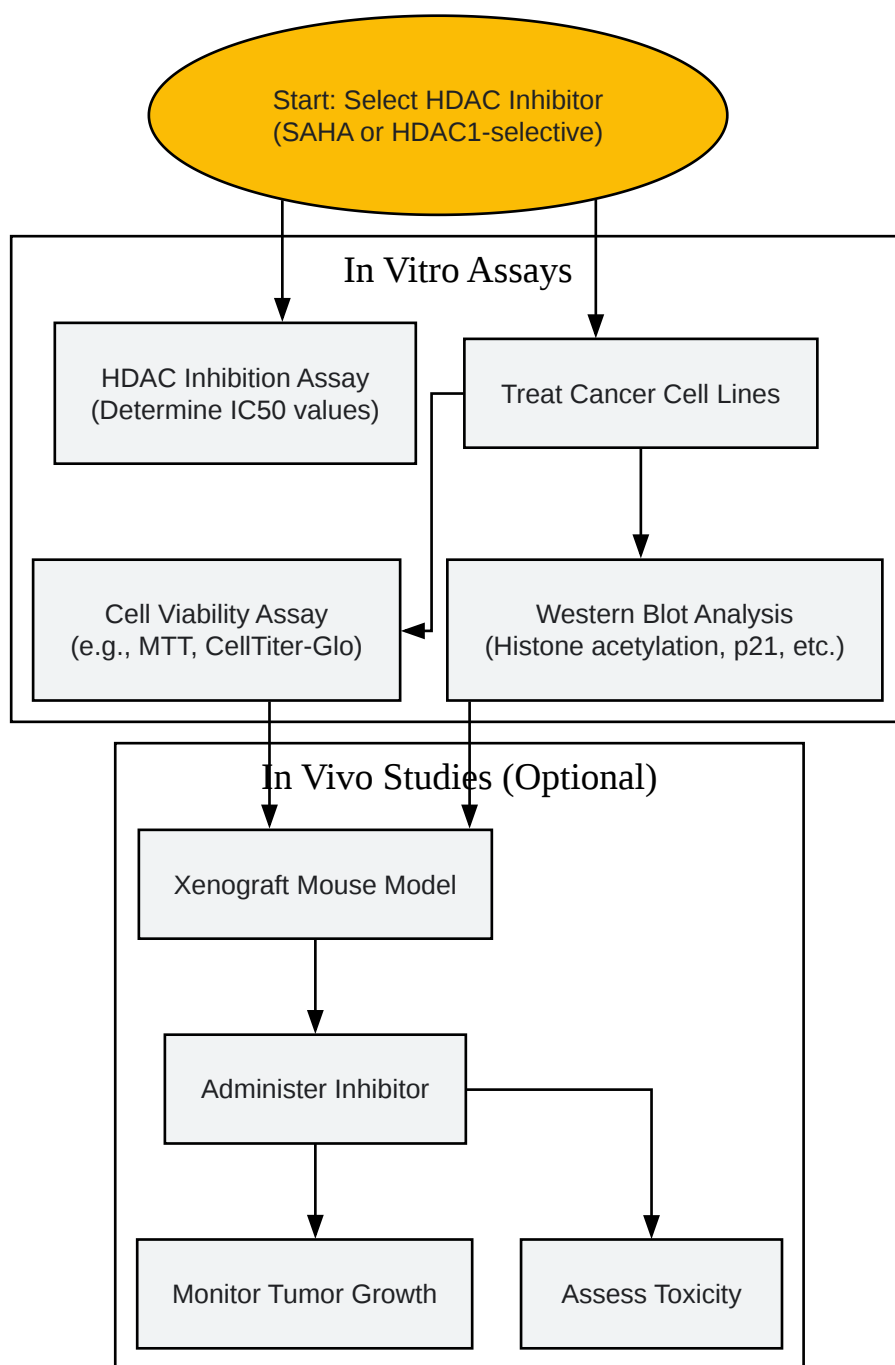 Start: Select HDAC Inhibitor
(SAHA or HDAC1-selective)
In Vitro Assays
HDAC Inhibition Assay
(Determine IC50 values)
Treat Cancer Cell Lines
Cell Viability Assay
(e.g., MTT, CellTiter-Glo)
Western Blot Analysis
(Histone acetylation, p21, etc.)
In Vivo Studies (Optional)
Xenograft Mouse Model
Administer Inhibitor
Monitor Tumor Growth
Assess Toxicity